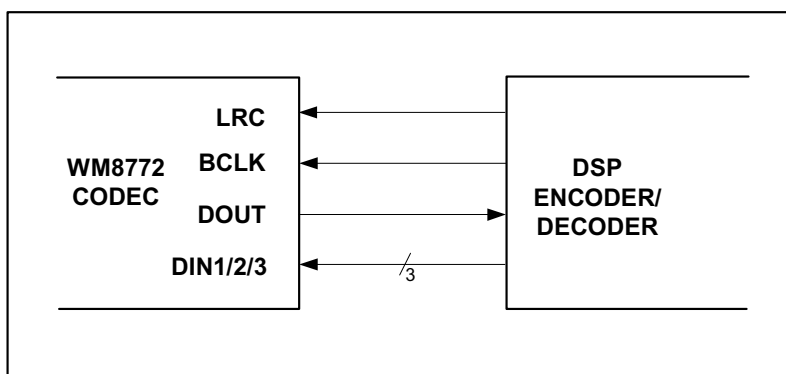 LRC
BCLK
WM8772
CODEC
DOUT
DIN1/2/3
3
DSP
ENCODER/
DECODER